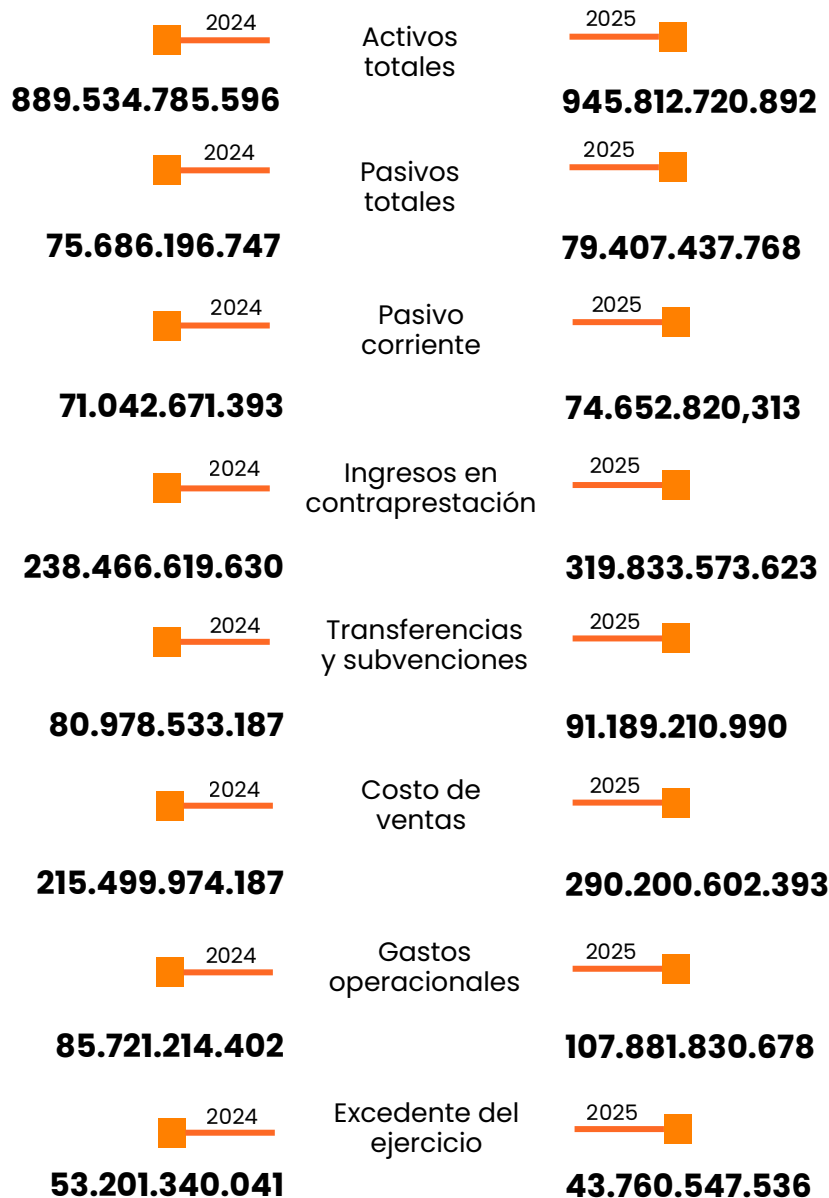 2024
Activos
totales
2025
889.534.785.596
945.812.720.892
2024
Pasivos
totales
2025
75.686.196.747
79.407.437.768
2024
Pasivo
corriente
2025
71.042.671.393
74.652.820,313
2024
Ingresos en
contraprestación
2025
238.466.619.630
319.833.573.623
2024
Transferencias
y subvenciones
2025
80.978.533.187
91.189.210.990
2024
Costo de
ventas
2025
215.499.974.187
290.200.602.393
2024
Gastos
operacionales
2025
85.721.214.402
107.881.830.678
2024
Excedente del
ejercicio
2025
53.201.340.041
43.760.547.536